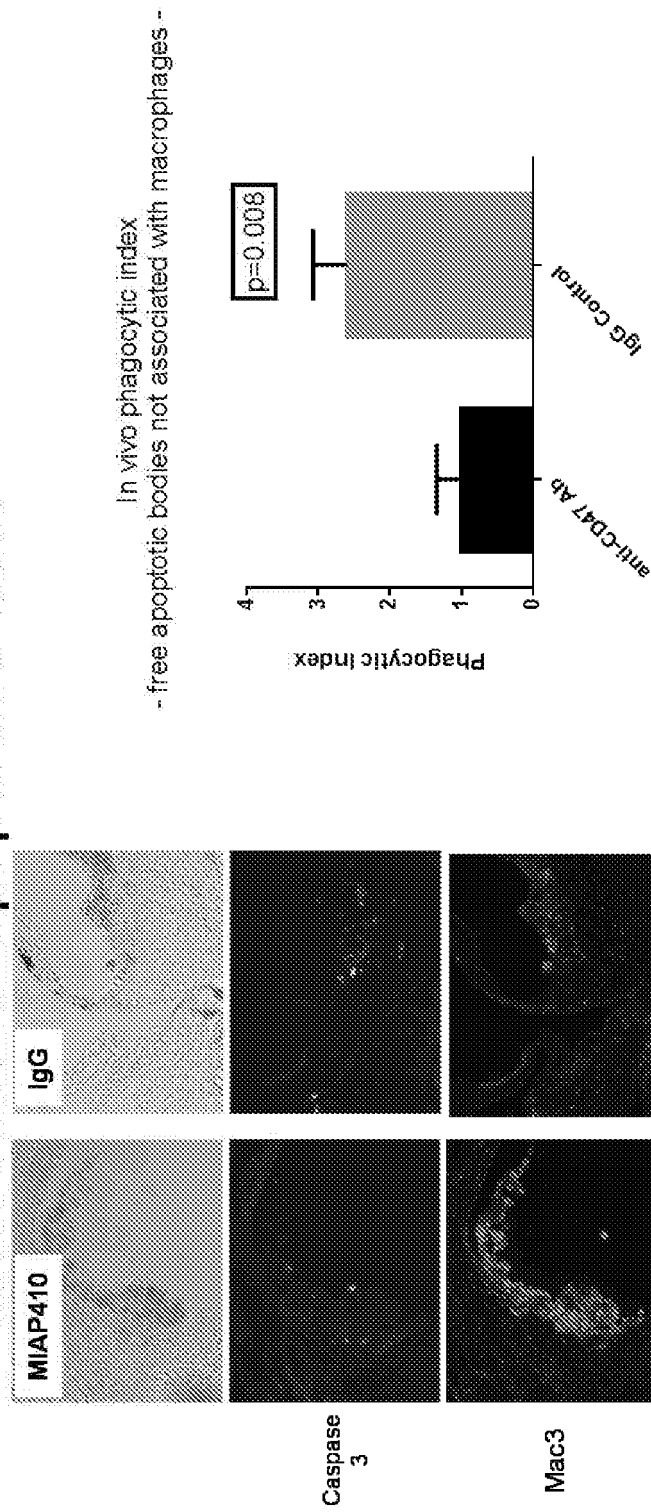 MIAP410
IgG
Caspase
3
Mac3
In vivo phagocytic index
- free apoptotic bodies not associated with macrophages -
p=0.008
Phagocytic Index
4
3
2
1
0
anti-CD47 Ab
IgG Control